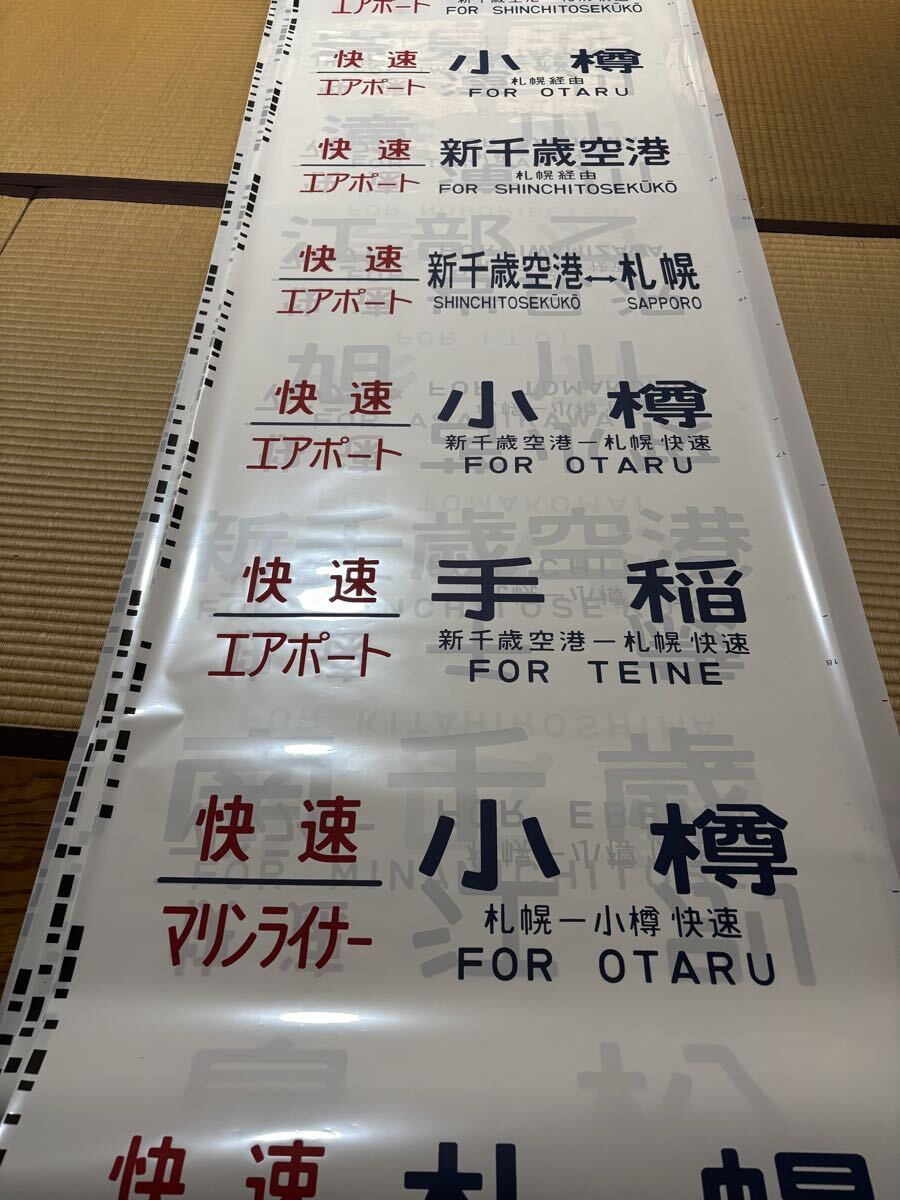 エアポート
FOR SHINCHITOSEKŪKŌ
快速 小樽
エアポート 札幌経由
FOR OTARU
快速 新千歳空港
エアポート 札幌経由
FOR SHINCHITOSEKŪKŌ
快速 新千歳空港↔札幌
エアポート SHINCHITOSEKŪKŌ SAPPORO
快速 小樽
エアポート 新千歳空港ー札幌 快速
FOR OTARU
快速 手稲
エアポート 新千歳空港ー札幌 快速
FOR TEINE
快速 小樽
マリンライナー 札幌ー小樽 快速
FOR OTARU
快速 札幌
17
18